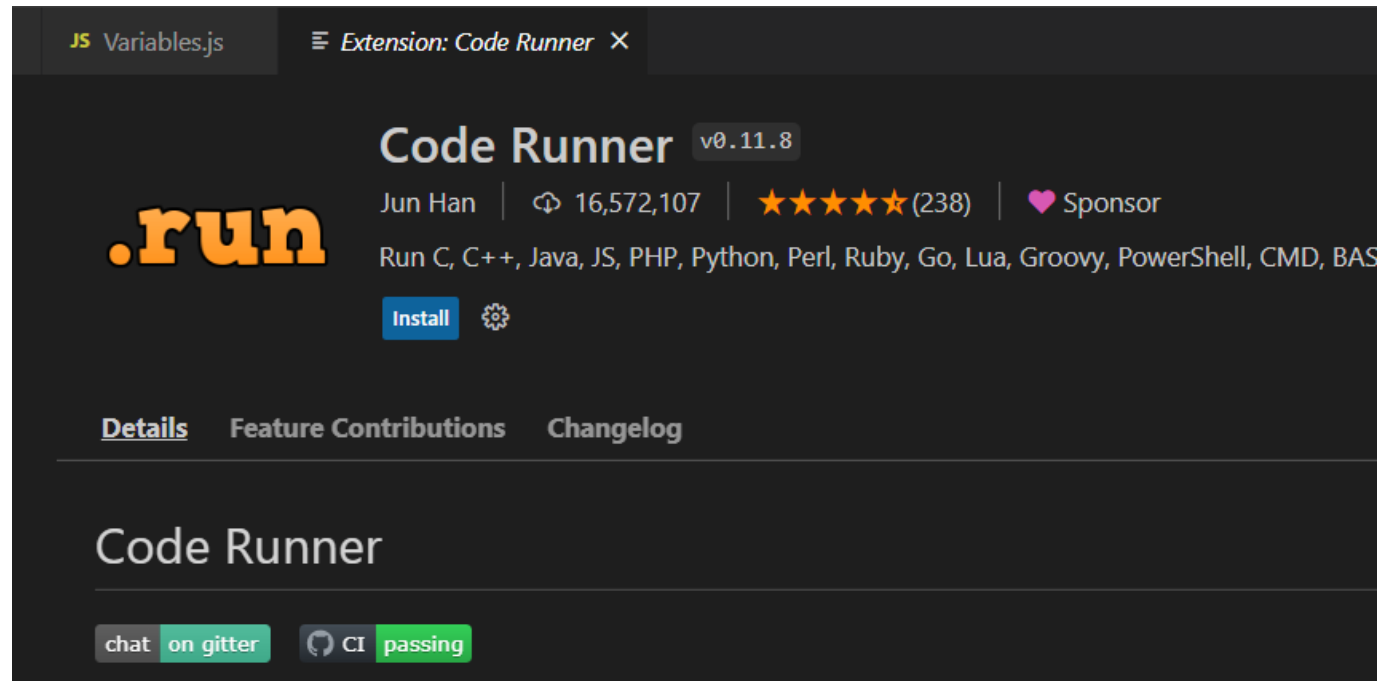 JS Variables.js Extension: Code Runner
Code Runner v0.11.8
Jun Han 16,572,107 (238) Sponsor
.run
Run C, C++, Java, JS, PHP, Python, Perl, Ruby, Go, Lua, Groovy, PowerShell, CMD, BAS
Install
Details Feature Contributions Changelog
Code Runner
chat on gitter CI passing